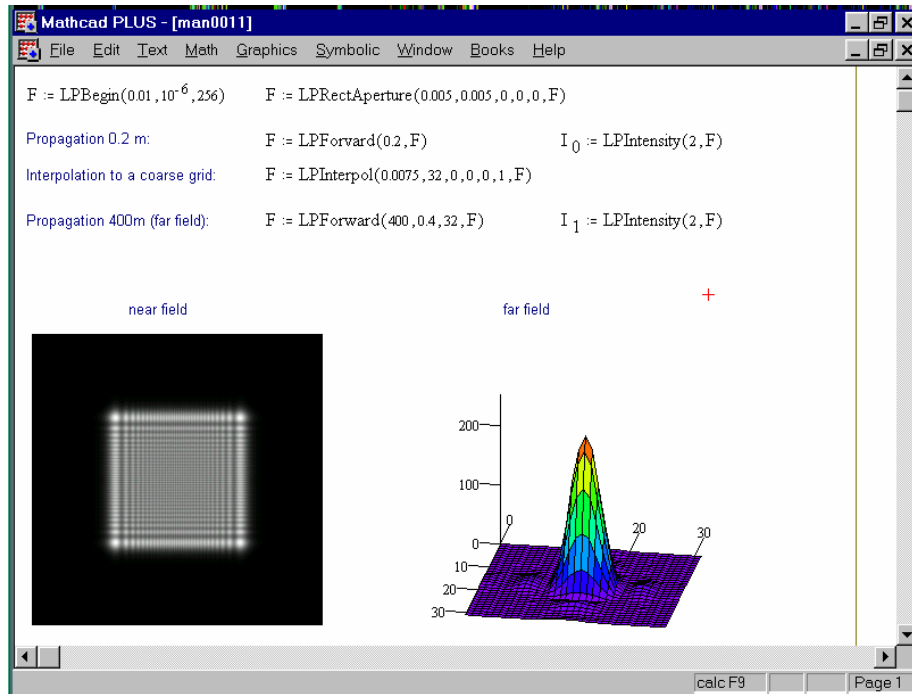 Mathcad PLUS - [man0011]
File Edit Text Math Graphics Symbolic Window Books Help
F := LPBegin(0.01,10^-6,256) F := LPRectAperture(0.005,0.005,0,0,0,F)
Propagation 0.2 m: F := LPForvard(0.2,F) I_0 := LPIntensity(2,F)
Interpolation to a coarse grid: F := LPInterpol(0.0075,32,0,0,0,1,F)
Propagation 400m (far field): F := LPForward(400,0.4,32,F) I_1 := LPIntensity(2,F)
near field far field
200
100
0
0
10
20
30
20
30
calc F9 Page 1